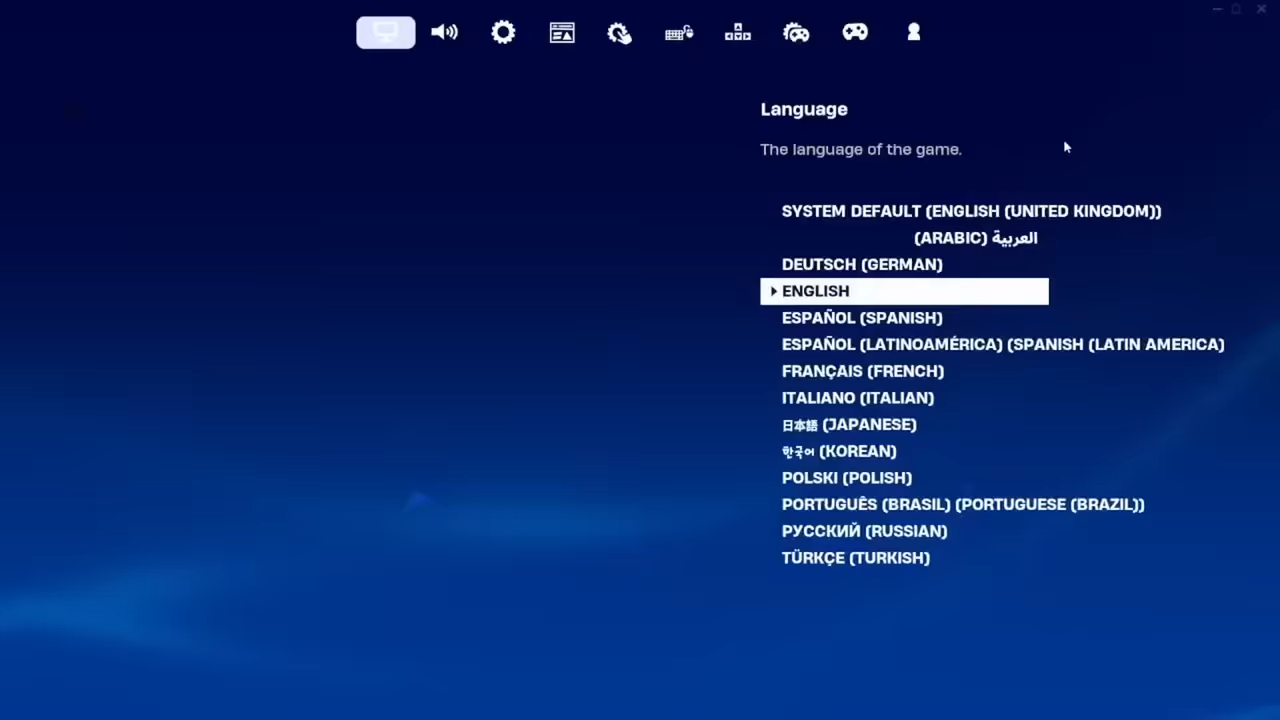 Language
The language of the game.
SYSTEM DEFAULT (ENGLISH (UNITED KINGDOM))
العربية (ARABIC)
DEUTSCH (GERMAN)
ENGLISH
ESPAÑOL (SPANISH)
ESPAÑOL (LATINOAMÉRICA) (SPANISH (LATIN AMERICA)
FRANÇAIS (FRENCH)
ITALIANO (ITALIAN)
日本語 (JAPANESE)
한국어 (KOREAN)
POLSKI (POLISH)
PORTUGUÊS (BRASIL) (PORTUGUESE (BRAZIL))
РУССКИЙ (RUSSIAN)
TÜRKÇE (TURKISH)